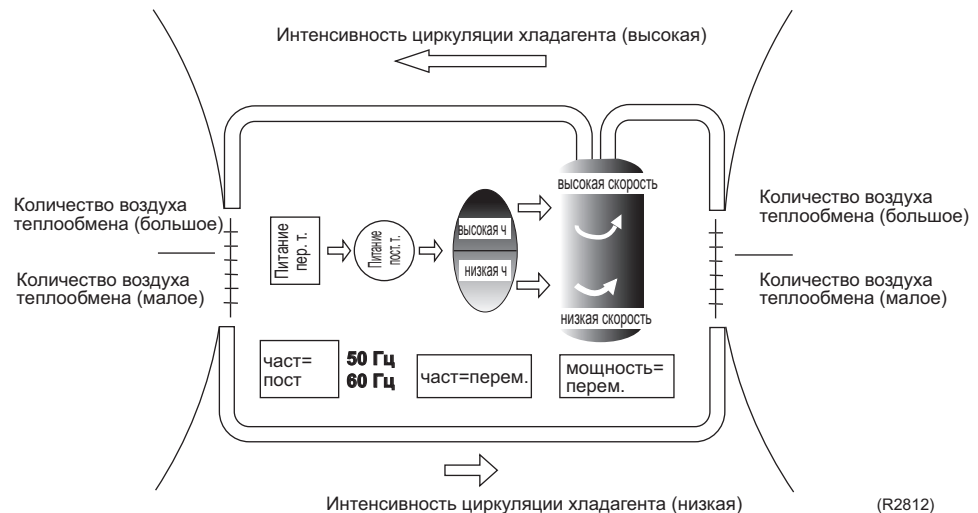 Интенсивность циркуляции хладагента (высокая)
Количество воздуха
теплообмена (большое)
Количество воздуха
теплообмена (малое)
Питание
пер. т.
Питание
пост. т.
высокая ч
низкая ч
высокая скорость
низкая скорость
Количество воздуха
теплообмена (большое)
Количество воздуха
теплообмена (малое)
част=
пост
50 Гц
60 Гц
част=перем.
мощность=
перем.
Интенсивность циркуляции хладагента (низкая)
(R2812)